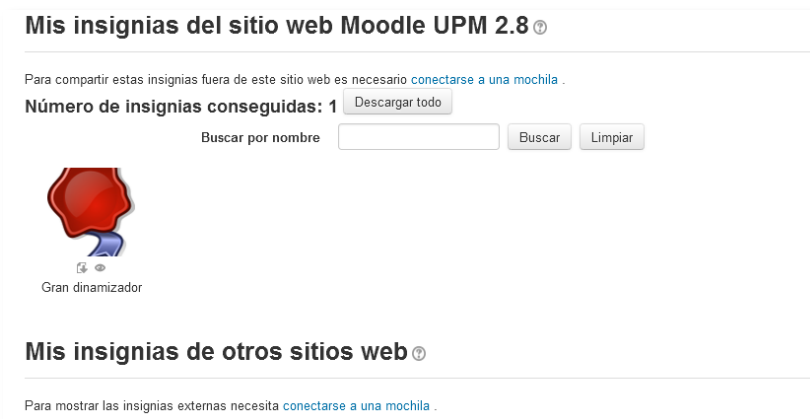 Mis insignias del sitio web Moodle UPM 2.8
Para compartir estas insignias fuera de este sitio web es necesario conectarse a una mochila .
Número de insignias conseguidas: 1 Descargar todo
Buscar por nombre Buscar Limpiar
Gran dinamizador
Mis insignias de otros sitios web
Para mostrar las insignias externas necesita conectarse a una mochila .